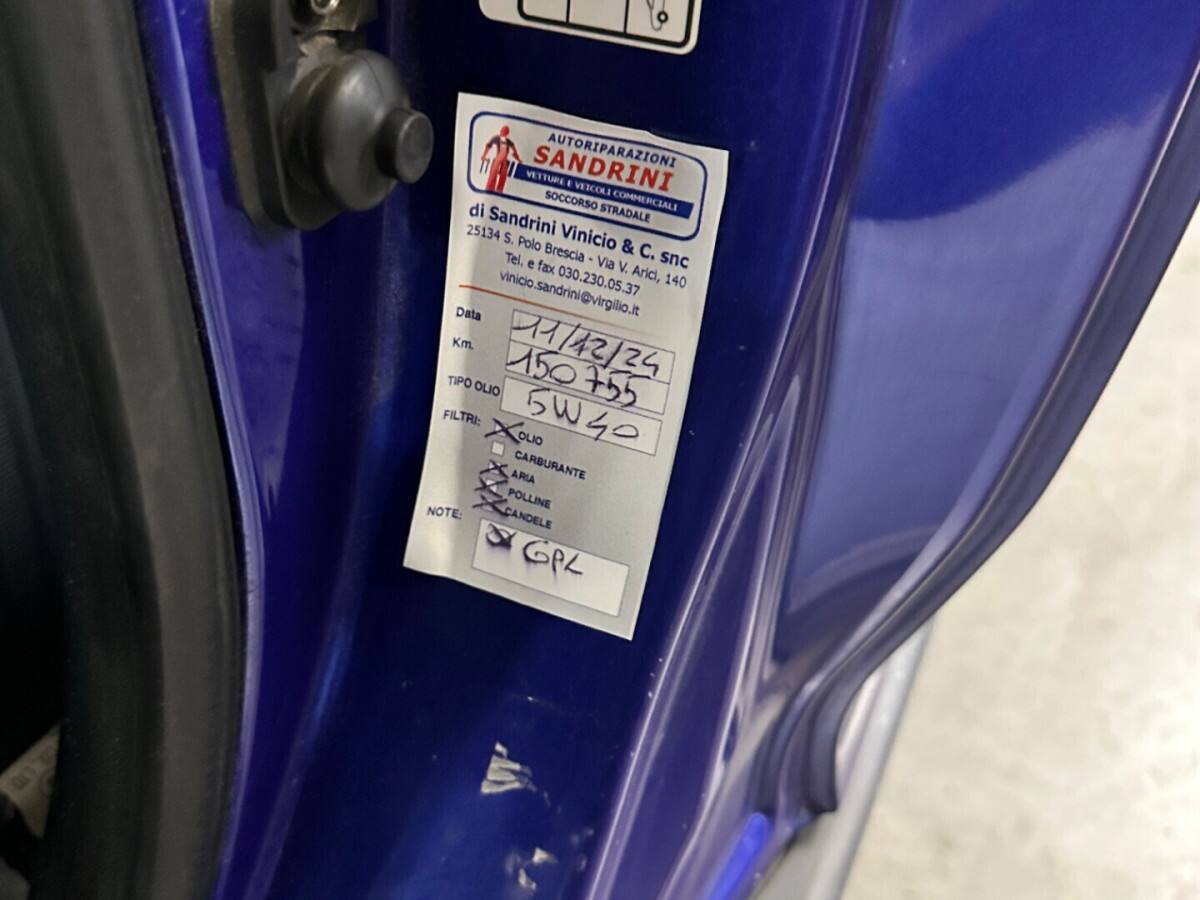 AUTORIPARAZIONI
SANDRINI
VETTURE E VEICOLI COMMERCIALI
SOCCORSO STRADALE
di Sandrini Vinicio & C. snc
25134 S. Polo Brescia - Via V. Arici, 140
Tel. e fax 030.230.05.37
vinicio.sandrini@virgilio.it
Data 11/12/24
Km. 150755
TIPO OLIO 5W40
FILTRI: OLIO
CARBURANTE
ARIA
POLLINE
CANDELE
NOTE: GPL